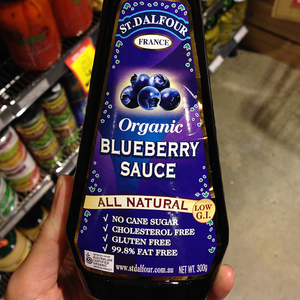 ST. DALFOUR
FRANCE
Organic
BLUEBERRY
SAUCE
ALL NATURAL
LOW
G.I.
✓ NO CANE SUGAR
✓ CHOLESTEROL FREE
✓ GLUTEN FREE
✓ 99.8% FAT FREE
www.stdalfour.com.au
NET WT. 300g